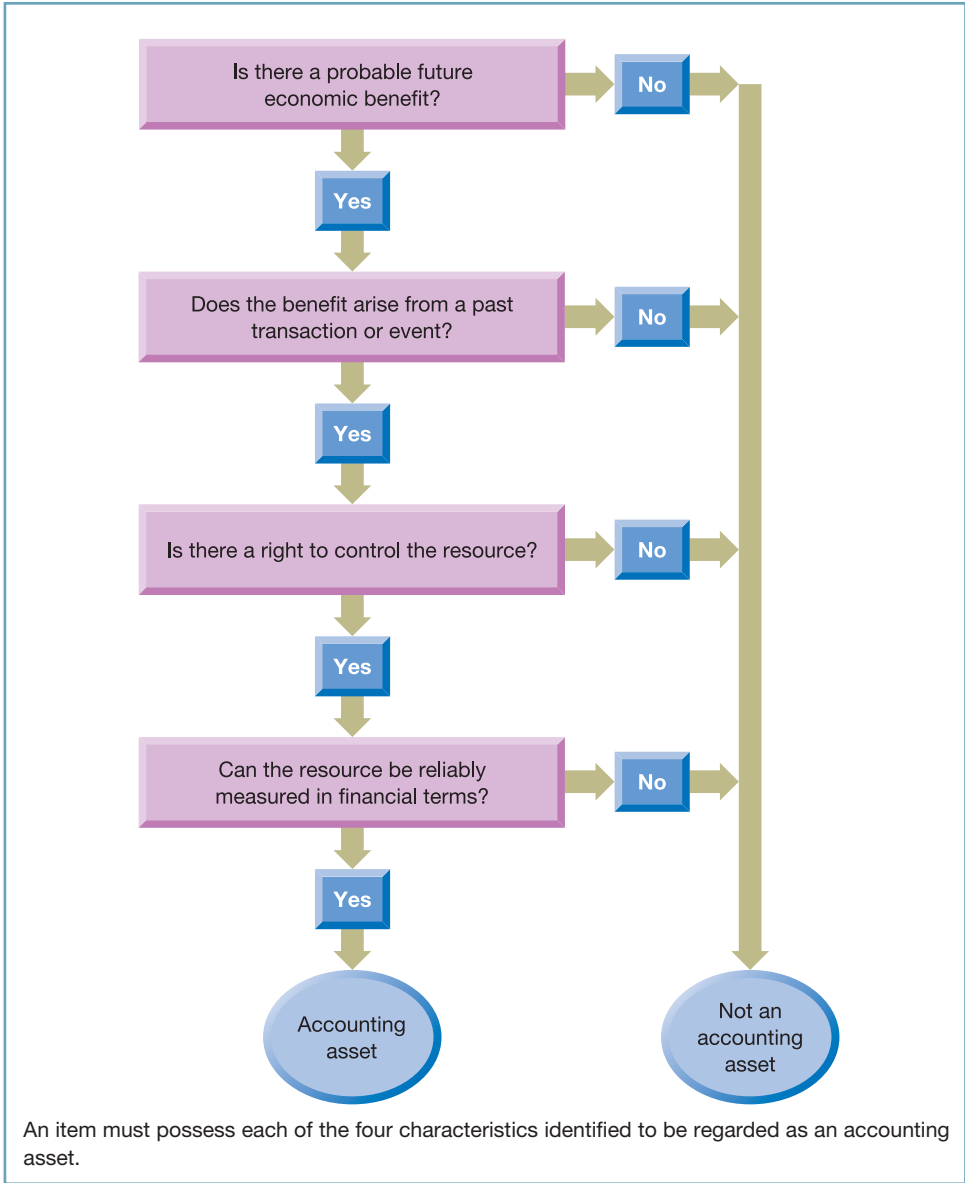 Is there a probable future
economic benefit?
No
Yes
Does the benefit arise from a past
transaction or event?
No
Yes
Is there a right to control the resource?
No
Yes
Can the resource be reliably
measured in financial terms?
No
Yes
Accounting
asset
Not an
accounting
asset
An item must possess each of the four characteristics identified to be regarded as an accounting
asset.